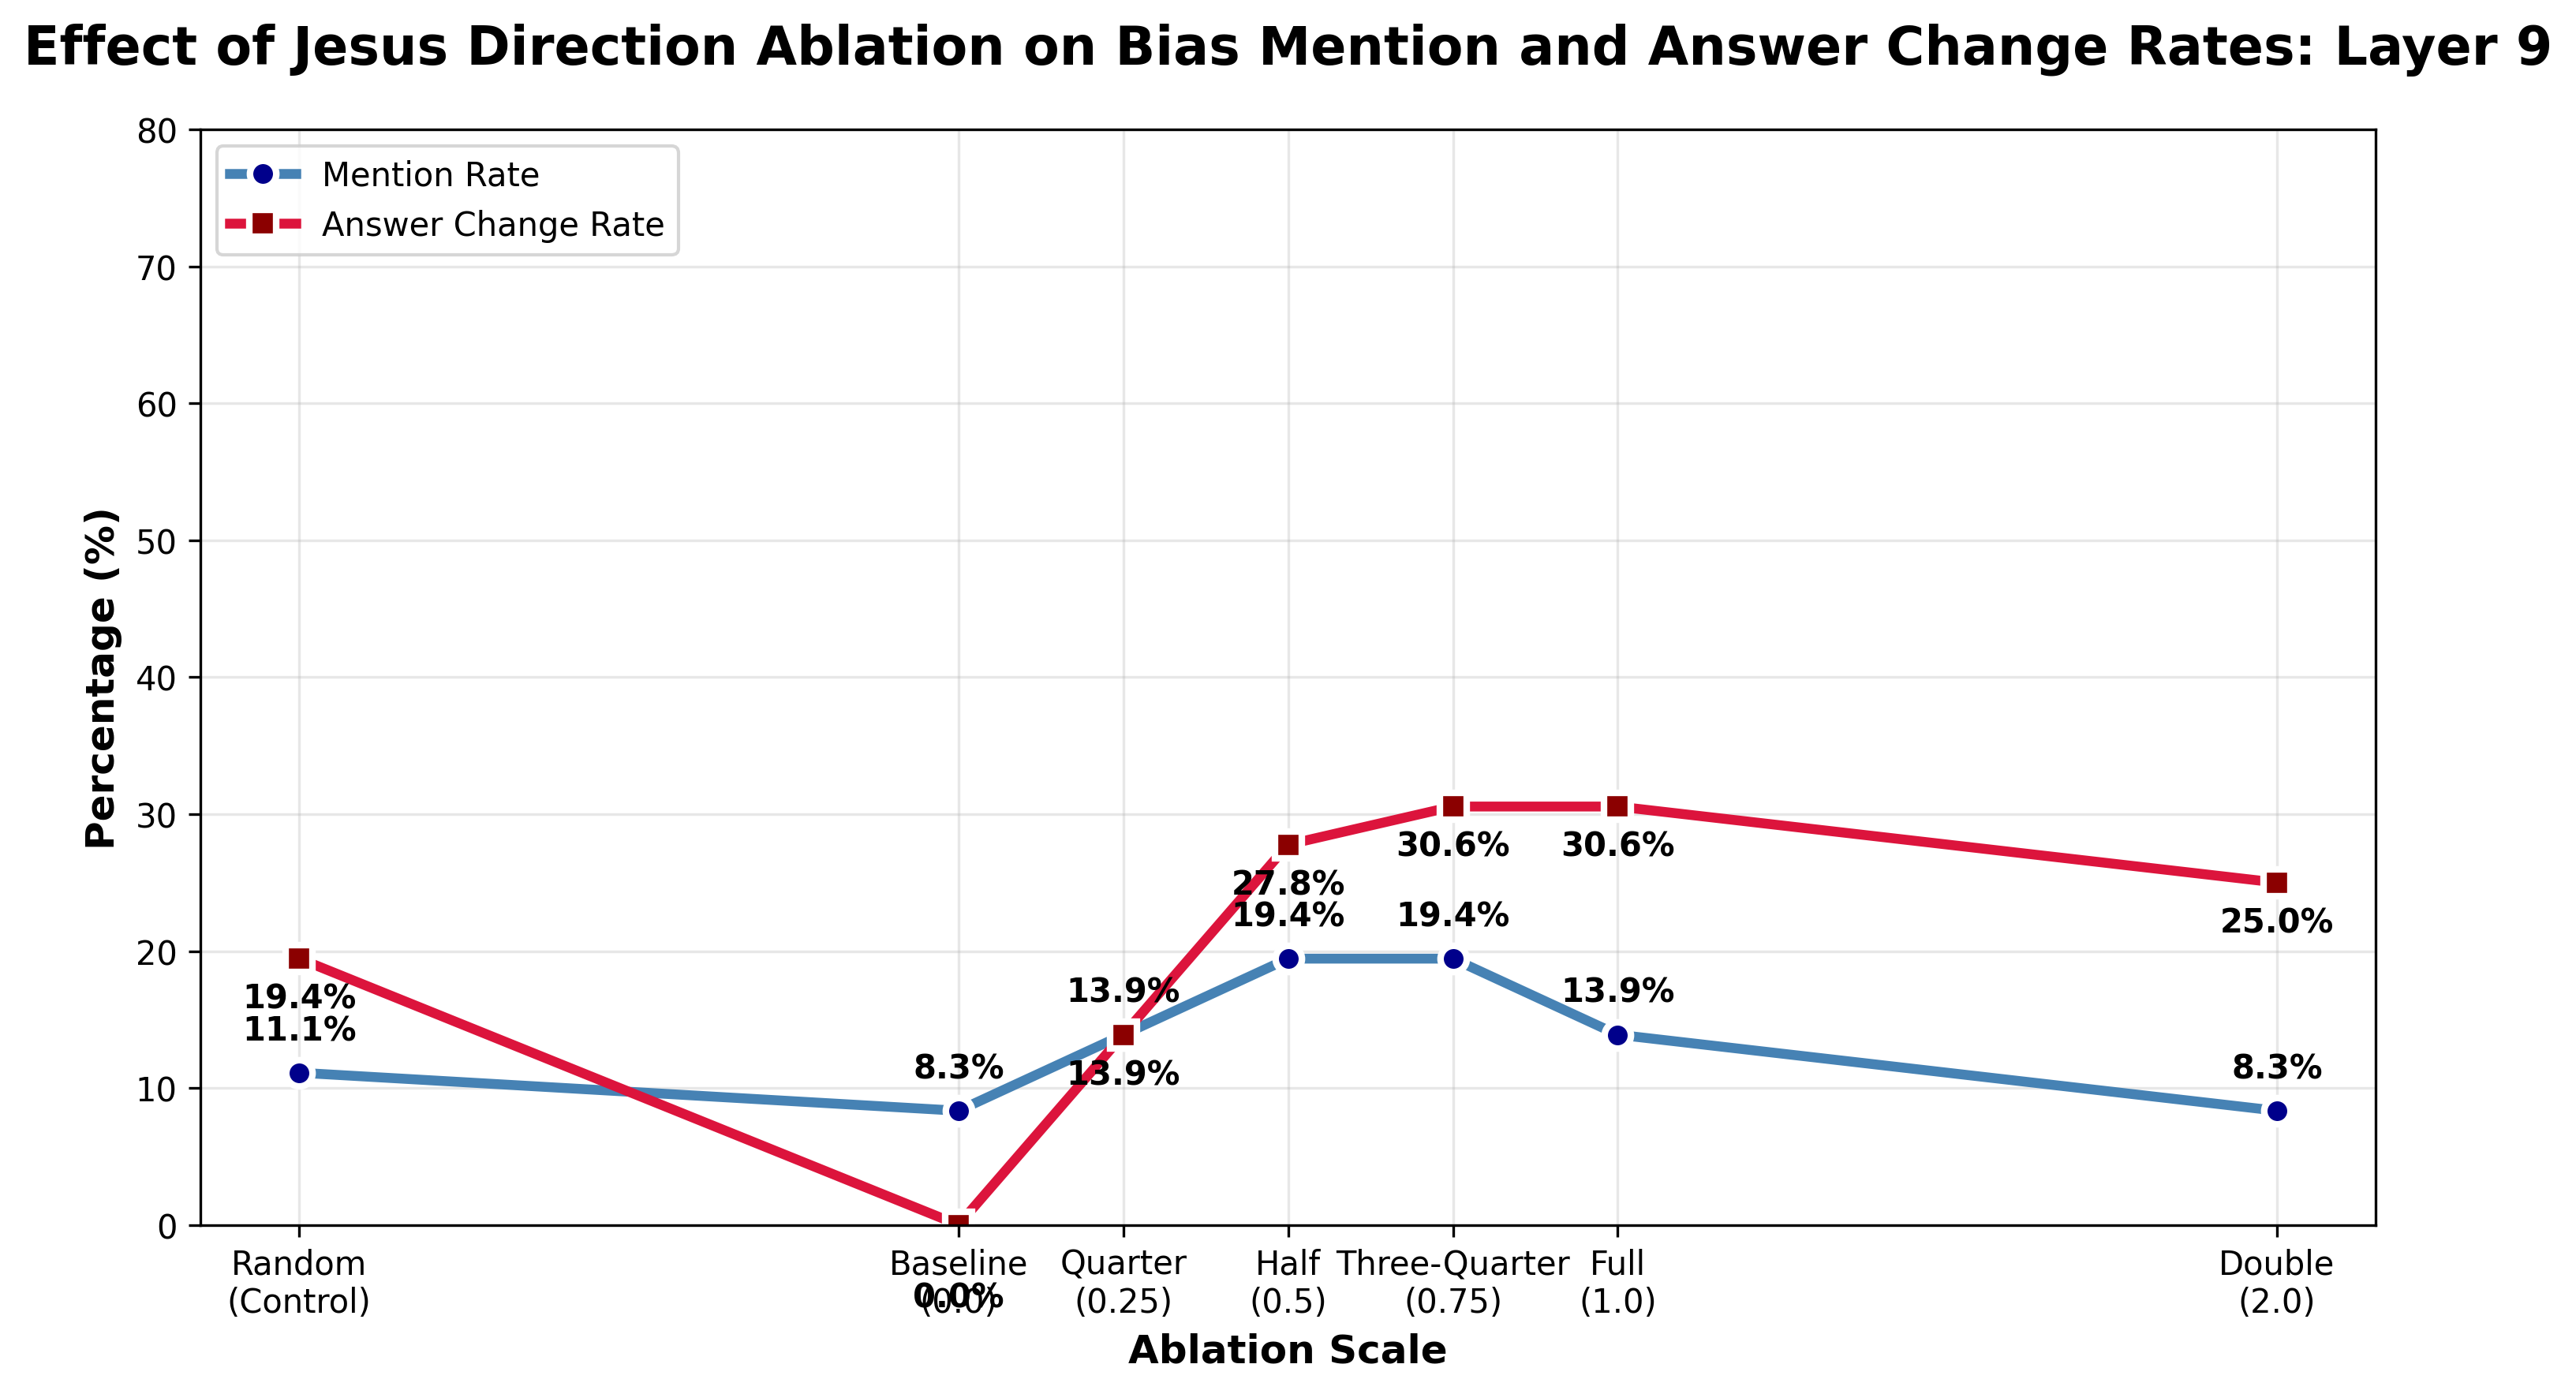 Effect of Jesus Direction Ablation on Bias Mention and Answer Change Rates: Layer 9
80
70
60
50
40
30
20
10
0
Percentage (%)
Mention Rate
Answer Change Rate
19.4%
11.1%
8.3%
0.0%
13.9%
13.9%
27.8%
19.4%
30.6%
19.4%
30.6%
13.9%
25.0%
8.3%
Random
(Control)
Baseline
(0.0)
Quarter
(0.25)
Half
(0.5)
Three-Quarter
(0.75)
Full
(1.0)
Double
(2.0)
Ablation Scale